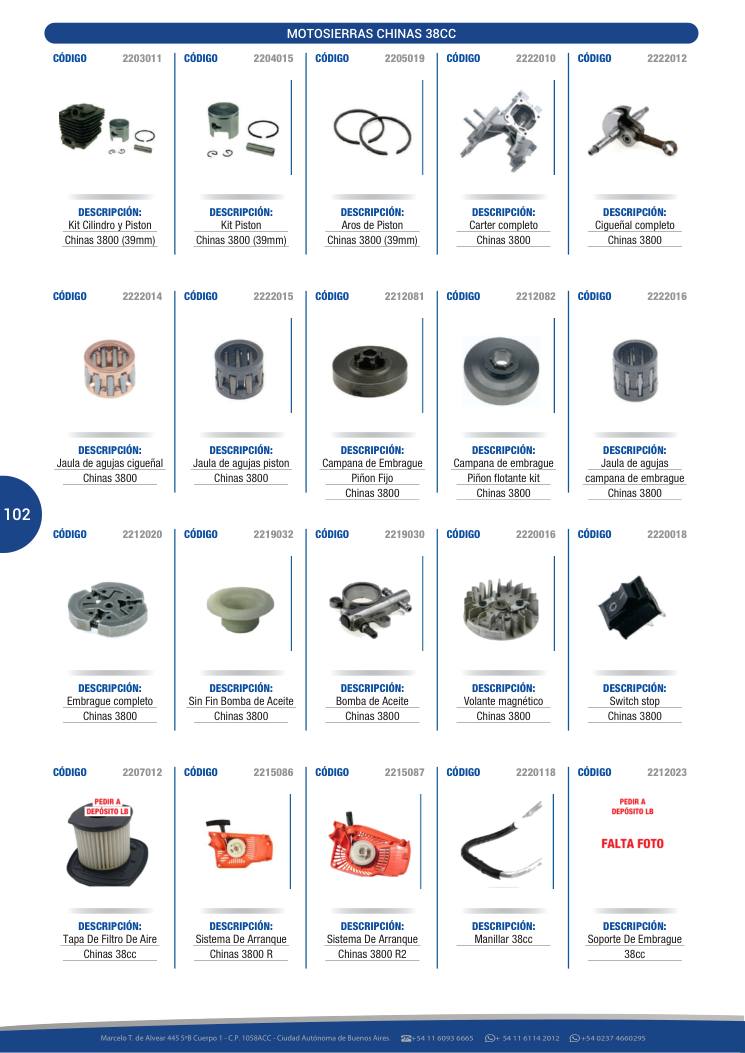 MOTOSIERRAS CHINAS 38CC
CÓDIGO 2203011
DESCRIPCIÓN:
Kit Cilindro y Piston
Chinas 3800 (39mm)
CÓDIGO 2204015
DESCRIPCIÓN:
Kit Piston
Chinas 3800 (39mm)
CÓDIGO 2205019
DESCRIPCIÓN:
Aros de Piston
Chinas 3800 (39mm)
CÓDIGO 2222010
DESCRIPCIÓN:
Carter completo
Chinas 3800
CÓDIGO 2222012
DESCRIPCIÓN:
Cigueñal completo
Chinas 3800
CÓDIGO 2222014
DESCRIPCIÓN:
Jaula de agujas cigueñal
Chinas 3800
CÓDIGO 2222015
DESCRIPCIÓN:
Jaula de agujas piston
Chinas 3800
CÓDIGO 2212081
DESCRIPCIÓN:
Campana de Embrague
Piñon Fijo
Chinas 3800
CÓDIGO 2212082
DESCRIPCIÓN:
Campana de embrague
Piñon flotante kit
Chinas 3800
CÓDIGO 2222016
DESCRIPCIÓN:
Jaula de agujas
campana de embrague
Chinas 3800
102
CÓDIGO 2212020
DESCRIPCIÓN:
Embrague completo
Chinas 3800
CÓDIGO 2219032
DESCRIPCIÓN:
Sin Fin Bomba de Aceite
Chinas 3800
CÓDIGO 2219030
DESCRIPCIÓN:
Bomba de Aceite
Chinas 3800
CÓDIGO 2220016
DESCRIPCIÓN:
Volante magnético
Chinas 3800
CÓDIGO 2220018
DESCRIPCIÓN:
Switch stop
Chinas 3800
CÓDIGO 2207012
PEDIR A
DEPÓSITO LB
DESCRIPCIÓN:
Tapa De Filtro De Aire
Chinas 38cc
CÓDIGO 2215086
DESCRIPCIÓN:
Sistema De Arranque
Chinas 3800 R
CÓDIGO 2215087
DESCRIPCIÓN:
Sistema De Arranque
Chinas 3800 R2
CÓDIGO 2220118
DESCRIPCIÓN:
Manillar 38cc
CÓDIGO 2212023
PEDIR A
DEPÓSITO LB
FALTA FOTO
DESCRIPCIÓN:
Soporte De Embrague
38cc
Marcelo T. de Alvear 445 5ºB Cuerpo 1 - C.P. 1058ACC - Ciudad Autónoma de Buenos Aires. +54 11 6093 6665 + 54 11 6114 2012 +54 0237 4660295